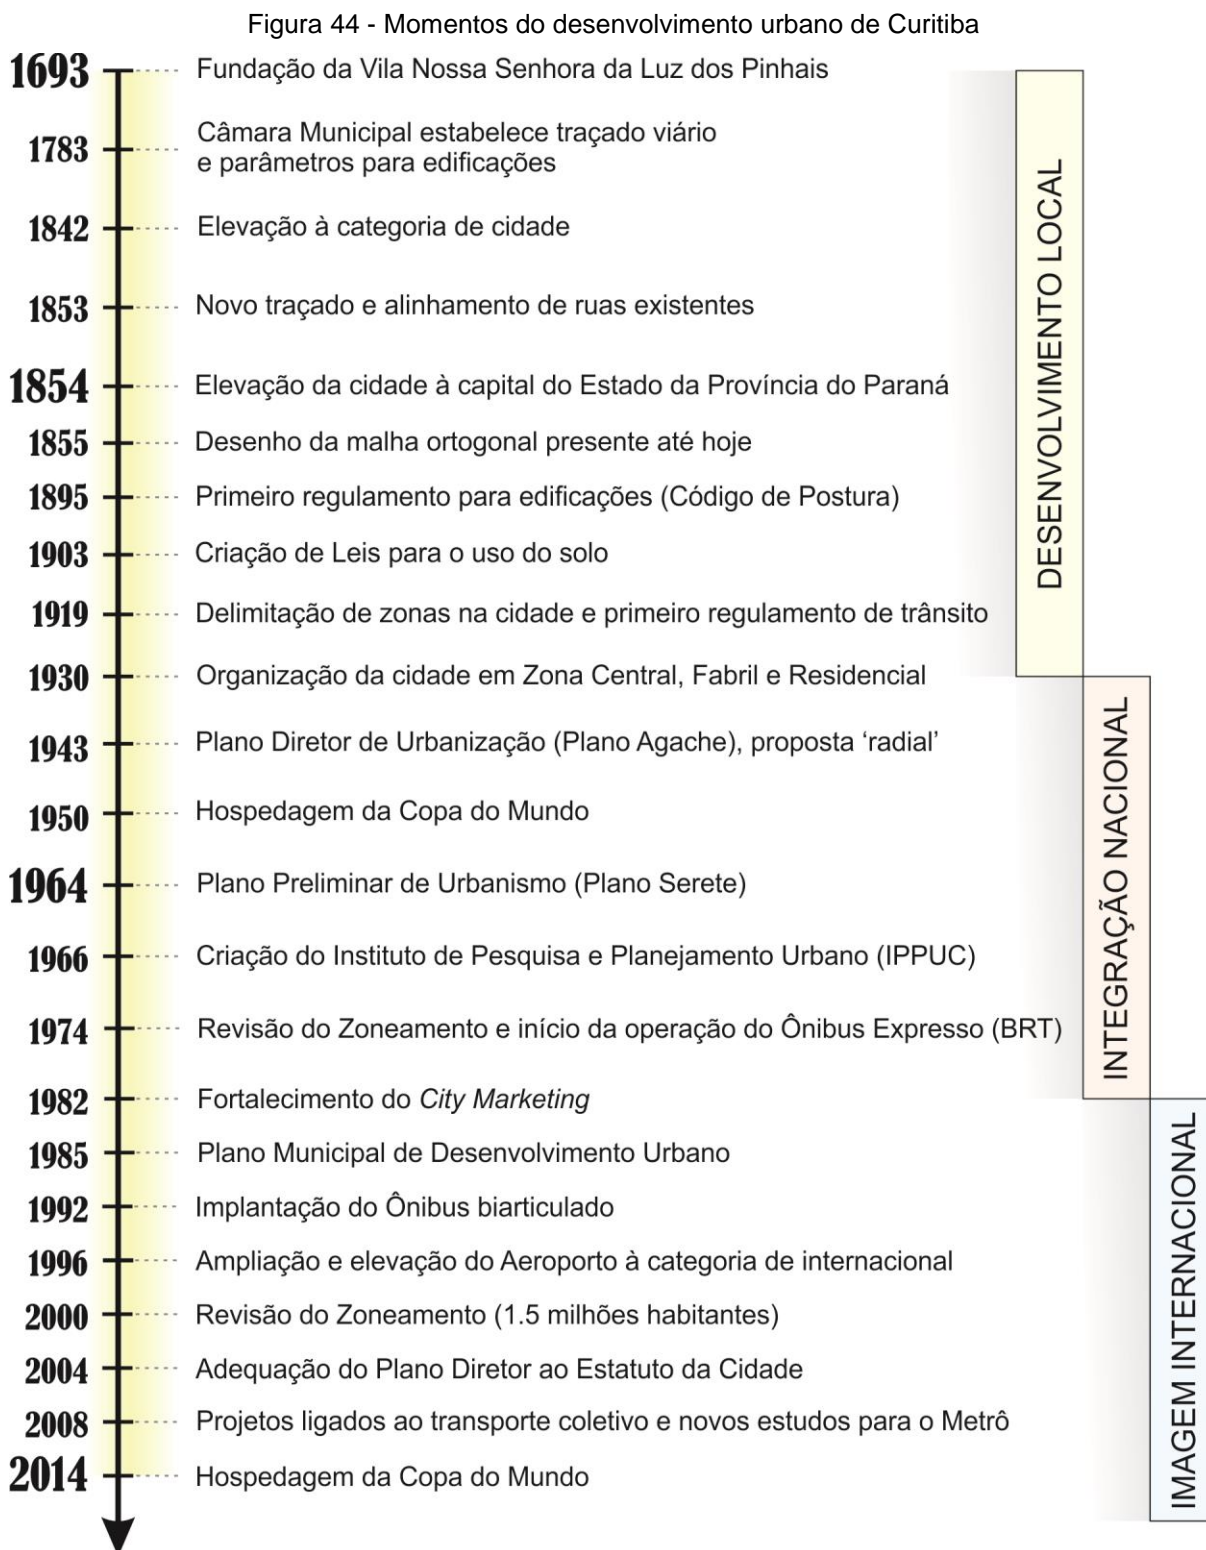 Figura 44 - Momentos do desenvolvimento urbano de Curitiba
1693 Fundação da Vila Nossa Senhora da Luz dos Pinhais
1783 Câmara Municipal estabelece traçado viário
e parâmetros para edificações
1842 Elevação à categoria de cidade
1853 Novo traçado e alinhamento de ruas existentes
1854 Elevação da cidade à capital do Estado da Província do Paraná
1855 Desenho da malha ortogonal presente até hoje
1895 Primeiro regulamento para edificações (Código de Postura)
1903 Criação de Leis para o uso do solo
1919 Delimitação de zonas na cidade e primeiro regulamento de trânsito
1930 Organização da cidade em Zona Central, Fabril e Residencial
1943 Plano Diretor de Urbanização (Plano Agache), proposta ‘radial’
1950 Hospedagem da Copa do Mundo
1964 Plano Preliminar de Urbanismo (Plano Serete)
1966 Criação do Instituto de Pesquisa e Planejamento Urbano (IPPUC)
1974 Revisão do Zoneamento e início da operação do Ônibus Expresso (BRT)
1982 Fortalecimento do City Marketing
1985 Plano Municipal de Desenvolvimento Urbano
1992 Implantação do Ônibus biarticulado
1996 Ampliação e elevação do Aeroporto à categoria de internacional
2000 Revisão do Zoneamento (1.5 milhões habitantes)
2004 Adequação do Plano Diretor ao Estatuto da Cidade
2008 Projetos ligados ao transporte coletivo e novos estudos para o Metrô
2014 Hospedagem da Copa do Mundo
DESENVOLVIMENTO LOCAL
INTEGRAÇÃO NACIONAL
IMAGEM INTERNACIONAL